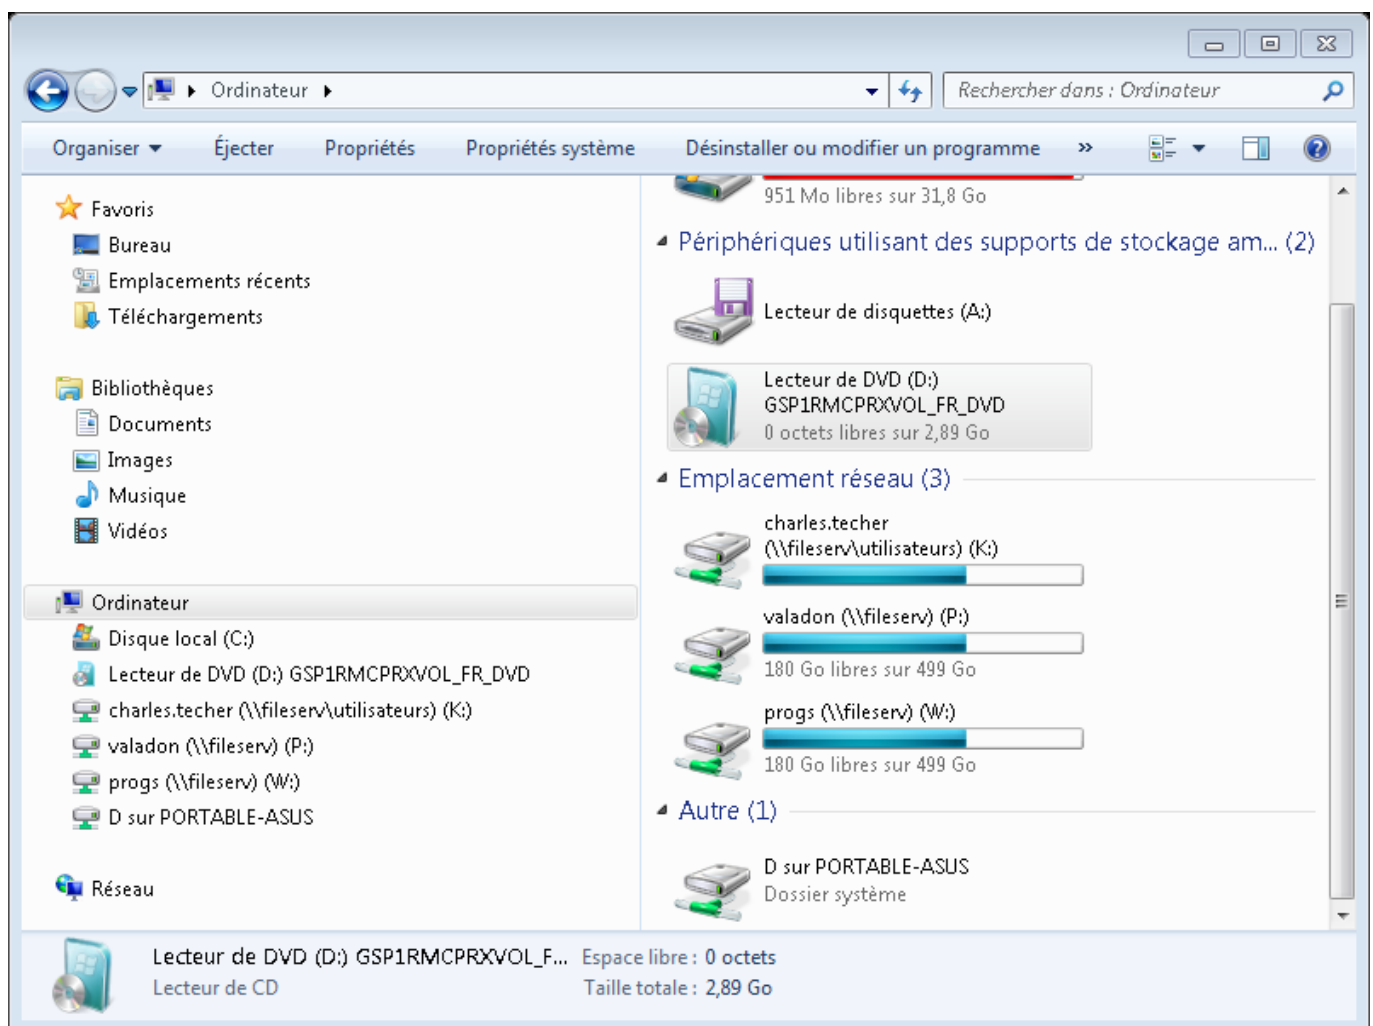 Ordinateur
Rechercher dans : Ordinateur
Organiser
Éjecter
Propriétés
Propriétés système
Désinstaller ou modifier un programme
»
Favoris
Bureau
Emplacements récents
Téléchargements
Bibliothèques
Documents
Images
Musique
Vidéos
Ordinateur
Disque local (C:)
Lecteur de DVD (D:) GSP1RMCPRXVOL_FR_DVD
charles.techer (\\fileserv\utilisateurs) (K:)
valadon (\\fileserv) (P:)
progs (\\fileserv) (W:)
D sur PORTABLE-ASUS
Réseau
951 Mo libres sur 31,8 Go
Périphériques utilisant des supports de stockage am... (2)
Lecteur de disquettes (A:)
Lecteur de DVD (D:)
GSP1RMCPRXVOL_FR_DVD
0 octets libres sur 2,89 Go
Emplacement réseau (3)
charles.techer
(\\fileserv\utilisateurs) (K:)
valadon (\\fileserv) (P:)
180 Go libres sur 499 Go
progs (\\fileserv) (W:)
180 Go libres sur 499 Go
Autre (1)
D sur PORTABLE-ASUS
Dossier système
Lecteur de DVD (D:) GSP1RMCPRXVOL_F... Espace libre : 0 octets
Lecteur de CD Taille totale : 2,89 Go